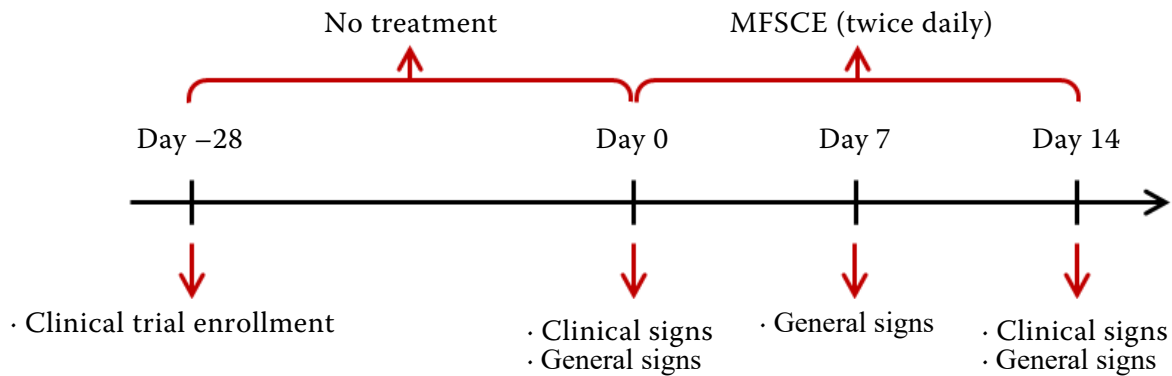 No treatment
MFSCE (twice daily)
Day –28
Day 0
Day 7
Day 14
· Clinical trial enrollment
· Clinical signs
· General signs
· General signs
· Clinical signs
· General signs